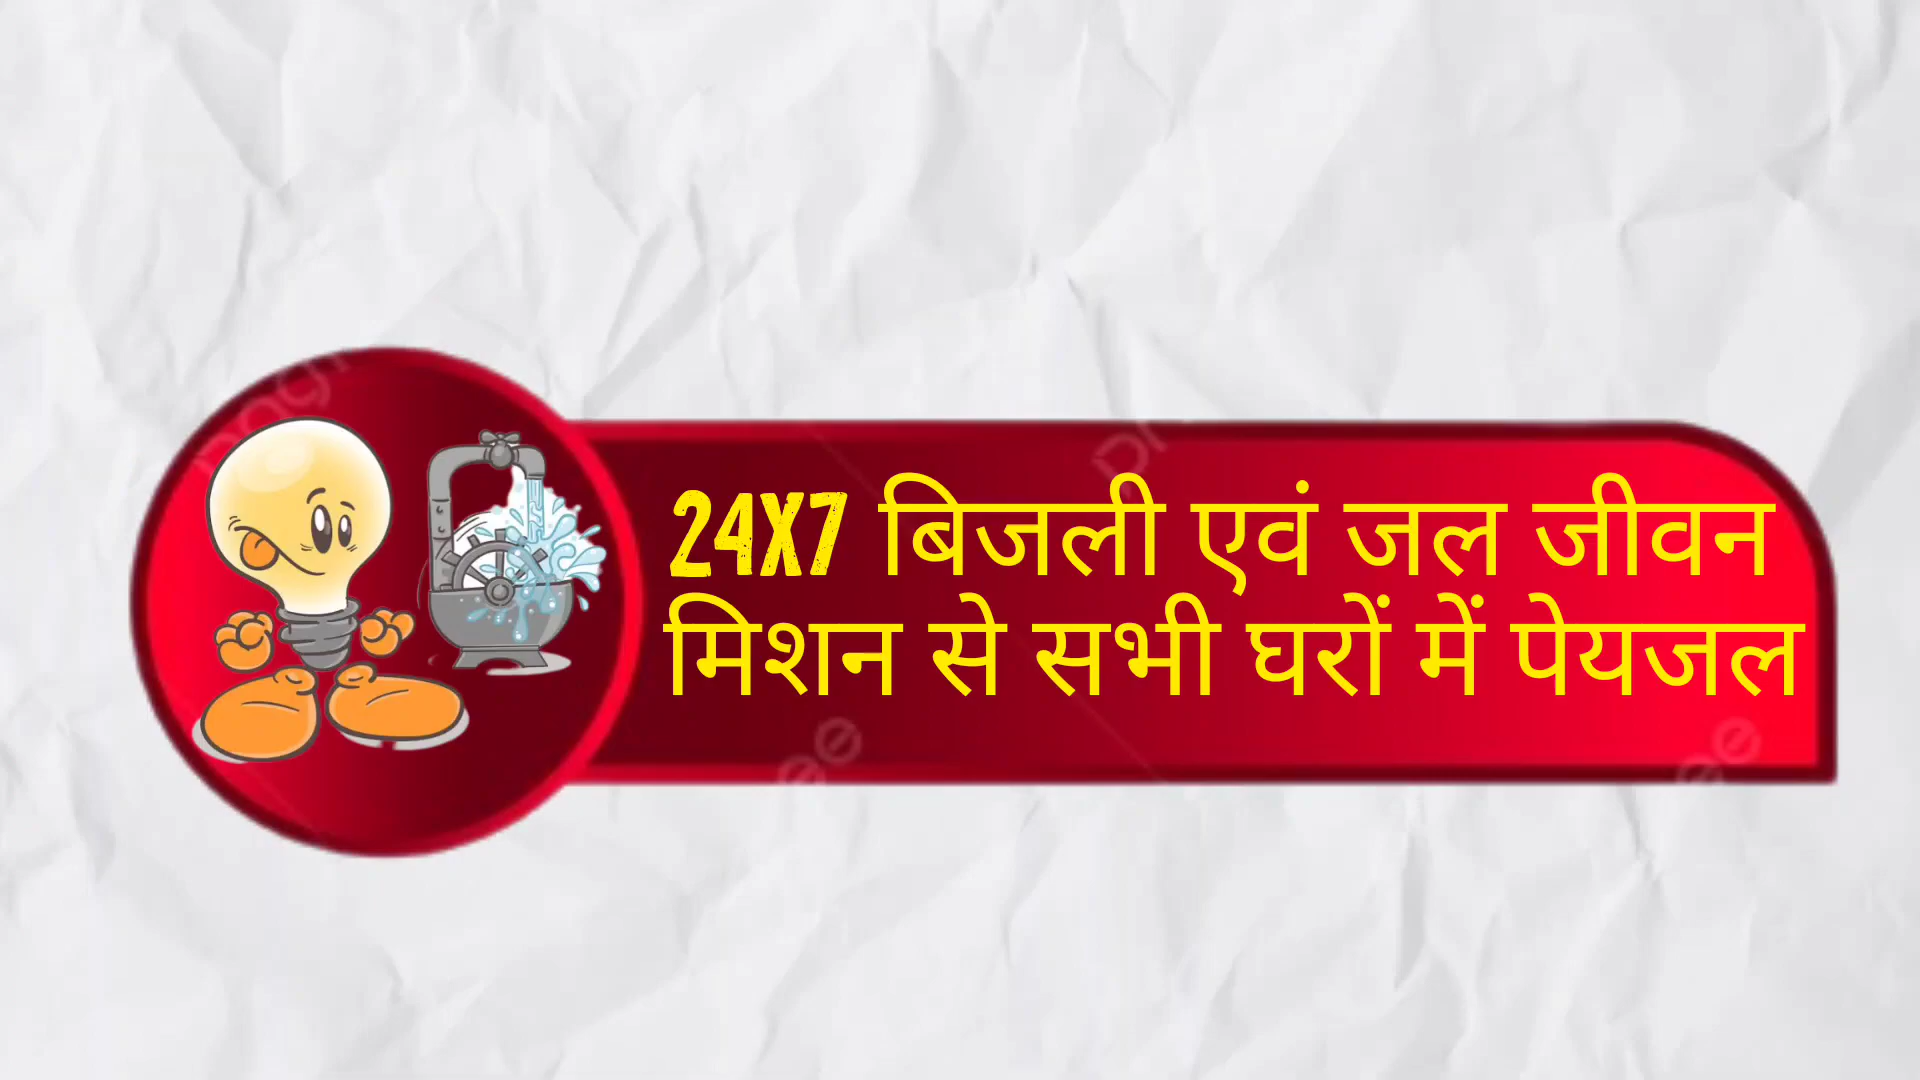 24X7 बिजली एवं जल जीवन
मिशन से सभी घरों में पेयजल